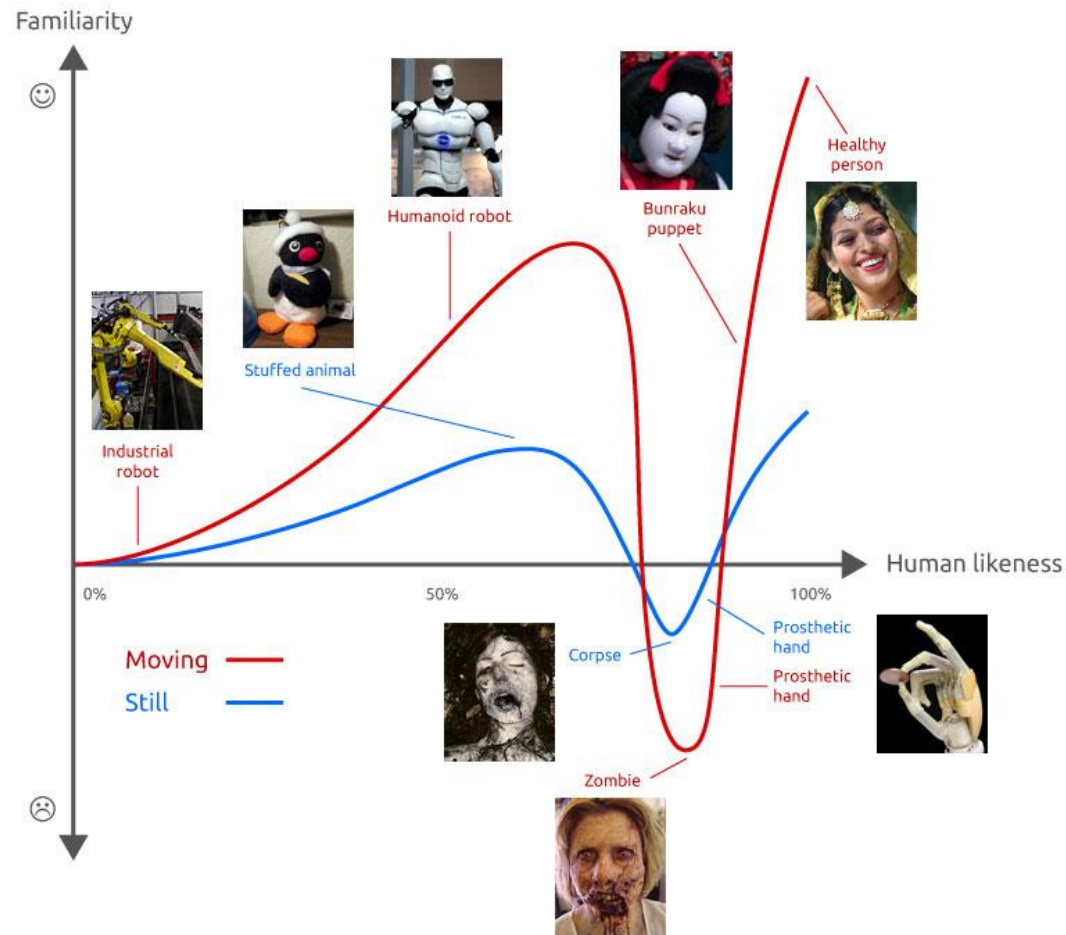 Familiarity
Humanoid robot
Healthy
person
Bunraku
puppet
Stuffed animal
Industrial
robot
Human likeness
0%
50%
100%
Moving
Still
Corpse
Prosthetic
hand
Prosthetic
hand
Zombie